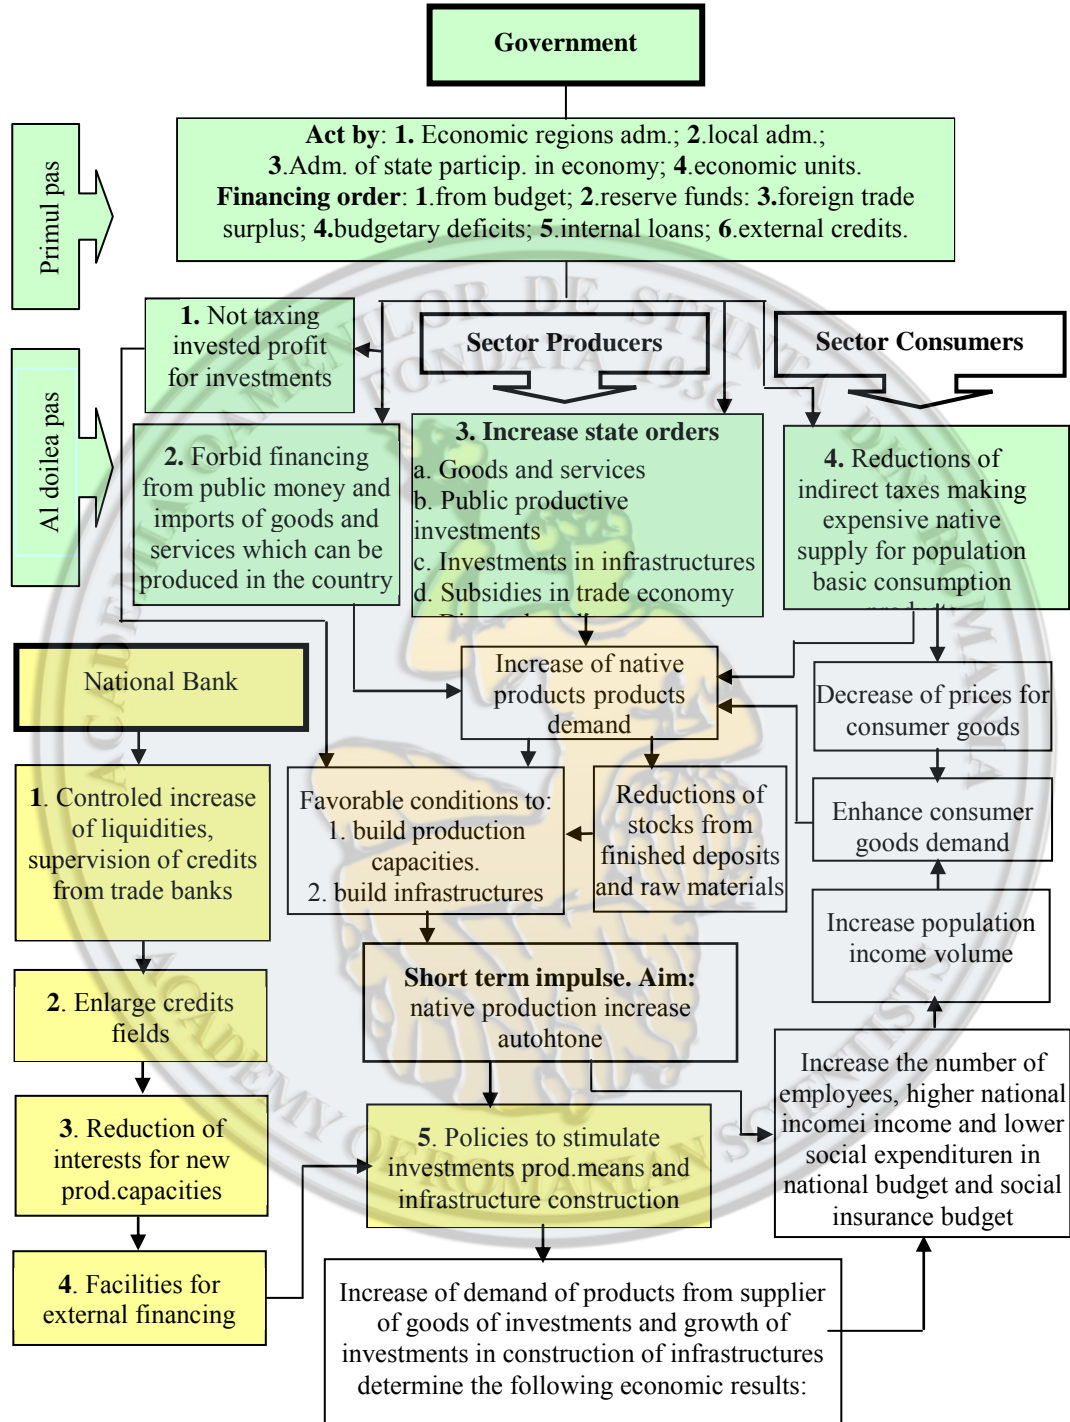 Government
Primul pas
Act by: 1. Economic regions adm.; 2.local adm.;
3.Adm. of state particip. in economy; 4.economic units.
Financing order: 1.from budget; 2.reserve funds: 3.foreign trade
surplus; 4.budgetary deficits; 5.internal loans; 6.external credits.
Al doilea pas
1. Not taxing
invested profit
for investments
Sector Producers
Sector Consumers
2. Forbid financing
from public money and
imports of goods and
services which can be
produced in the country
3. Increase state orders
a. Goods and services
b. Public productive
investments
c. Investments in infrastructures
d. Subsidies in trade economy
4. Reductions of
indirect taxes making
expensive native
supply for population
basic consumption
National Bank
Increase of native
products products
demand
Decrease of prices for
consumer goods
1. Controled increase
of liquidities,
supervision of credits
from trade banks
Favorable conditions to:
1. build production
capacities.
2. build infrastructures
Reductions of
stocks from
finished deposits
and raw materials
Enhance consumer
goods demand
Increase population
income volume
2. Enlarge credits
fields
Short term impulse. Aim:
native production increase
autohtone
Increase the number of
employees, higher national
incomei income and lower
social expendituren in
national budget and social
insurance budget
3. Reduction of
interests for new
prod.capacities
5. Policies to stimulate
investments prod.means and
infrastructure construction
4. Facilities for
external financing
Increase of demand of products from supplier
of goods of investments and growth of
investments in construction of infrastructures
determine the following economic results:
ACADEMIA OAMENILOR DE STIINTA DIN ROMANIA
FONDATA 1936
ACADEMY OF ROMANIAN SCIENTISTS